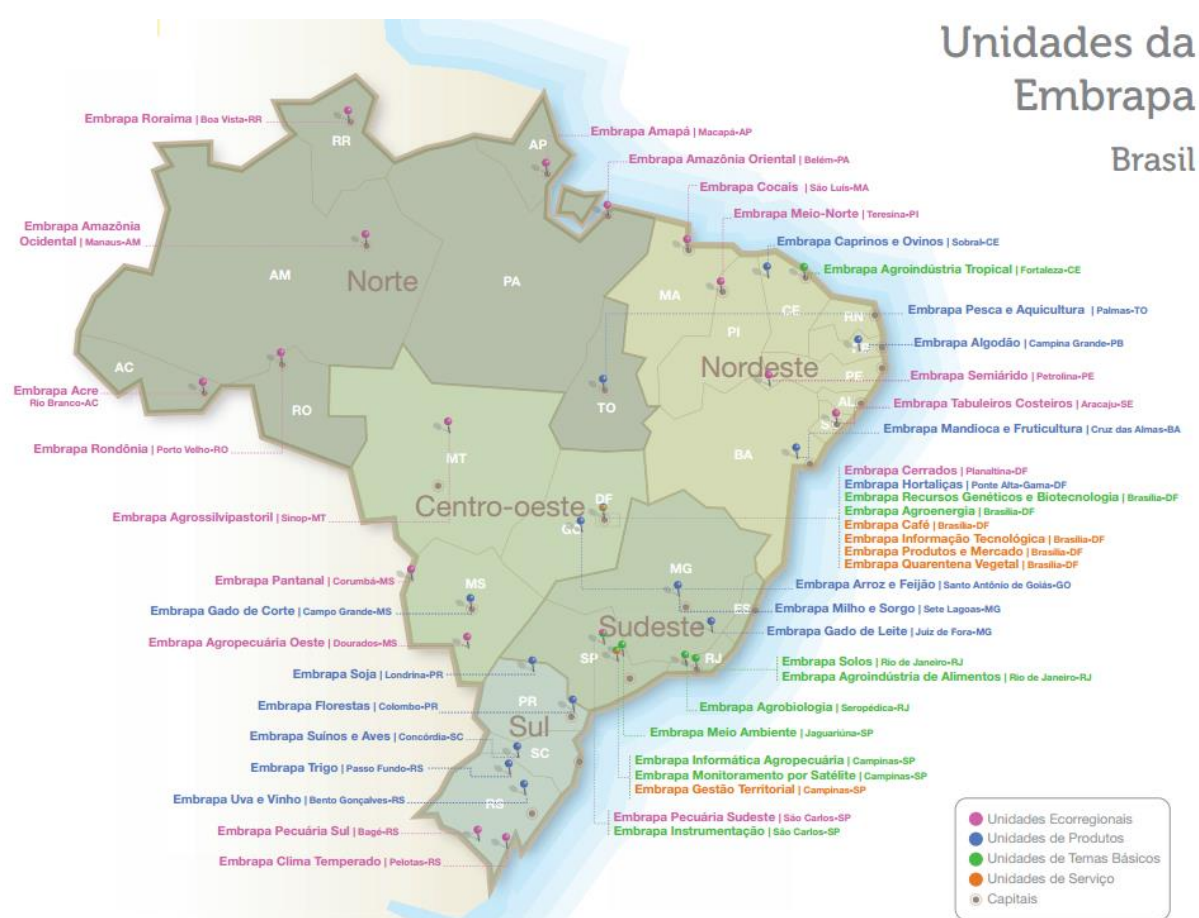 Unidades da
Embrapa
Brasil
Embrapa Roraima | Boa Vista-RR
RR
AP
Embrapa Amapá | Macapá-AP
Embrapa Amazônia Oriental | Belém-PA
Embrapa Cocais | São Luís-MA
Embrapa Meio-Norte | Teresina-PI
Embrapa Amazônia
Ocidental | Manaus-AM
Embrapa Caprinos e Ovinos | Sobral-CE
Embrapa Agroindústria Tropical | Fortaleza-CE
AM
Norte
PA
MA
CE
PI
RN
Embrapa Pesca e Aquicultura | Palmas-TO
Embrapa Algodão | Campina Grande-PB
AC
Nordeste
PE
Embrapa Semiárido | Petrolina-PE
Embrapa Acre
Rio Branco-AC
RO
TO
AL
Embrapa Tabuleiros Costeiros | Aracaju-SE
Embrapa Mandioca e Fruticultura | Cruz das Almas-BA
Embrapa Rondônia | Porto Velho-RO
MT
BA
Embrapa Cerrados | Planaltina-DF
Embrapa Hortaliças | Ponte Alta-Gama-DF
Embrapa Recursos Genéticos e Biotecnologia | Brasília-DF
Embrapa Agroenergia | Brasília-DF
Embrapa Café | Brasília-DF
Embrapa Informação Tecnológica | Brasília-DF
Embrapa Produtos e Mercado | Brasília-DF
Embrapa Quarentena Vegetal | Brasília-DF
Centro-oeste
DF
GO
Embrapa Agrossilvipastoril | Sinop-MT
MG
Embrapa Pantanal | Corumbá-MS
MS
Embrapa Arroz e Feijão | Santo Antônio de Goiás-GO
Embrapa Gado de Corte | Campo Grande-MS
ES
Embrapa Milho e Sorgo | Sete Lagoas-MG
Sudeste
Embrapa Gado de Leite | Juiz de Fora-MG
Embrapa Agropecuária Oeste | Dourados-MS
SP
RJ
Embrapa Solos | Rio de Janeiro-RJ
Embrapa Agroindústria de Alimentos | Rio de Janeiro-RJ
Embrapa Soja | Londrina-PR
PR
Embrapa Florestas | Colombo-PR
Embrapa Agrobiologia | Seropédica-RJ
Sul
Embrapa Meio Ambiente | Jaguariúna-SP
Embrapa Suínos e Aves | Concórdia-SC
SC
Embrapa Informática Agropecuária | Campinas-SP
Embrapa Monitoramento por Satélite | Campinas-SP
Embrapa Gestão Territorial | Campinas-SP
Embrapa Trigo | Passo Fundo-RS
Embrapa Uva e Vinho | Bento Gonçalves-RS
RS
Embrapa Pecuária Sudeste | São Carlos-SP
Embrapa Instrumentação | São Carlos-SP
Embrapa Pecuária Sul | Bagé-RS
Embrapa Clima Temperado | Pelotas-RS
Unidades Ecorregionais
Unidades de Produtos
Unidades de Temas Básicos
Unidades de Serviço
Capitais